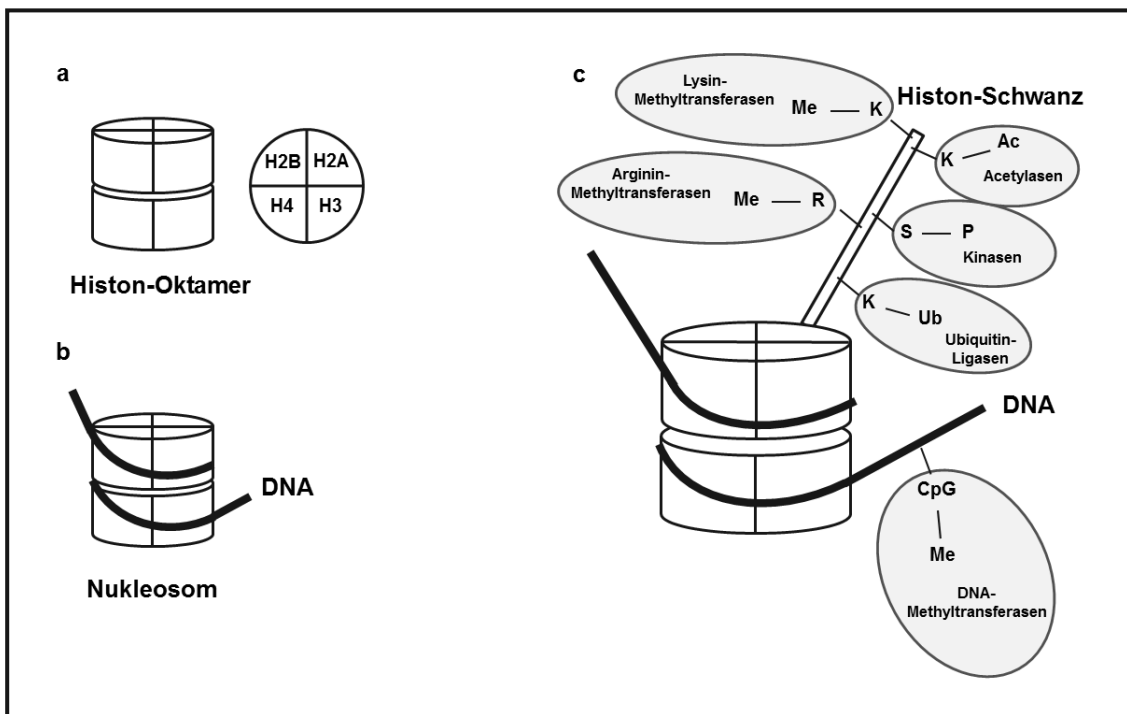 a
H2B H2A
H4 H3
Histon-Oktamer
b
DNA
Nukleosom
c
Lysin-
Methyltransferasen
Me K
Histon-Schwanz
K Ac
Acetylasen
Arginin-
Methyltransferasen
Me R
S P
Kinasen
K Ub
Ubiquitin-
Ligasen
DNA
CpG
Me
DNA-
Methyltransferasen